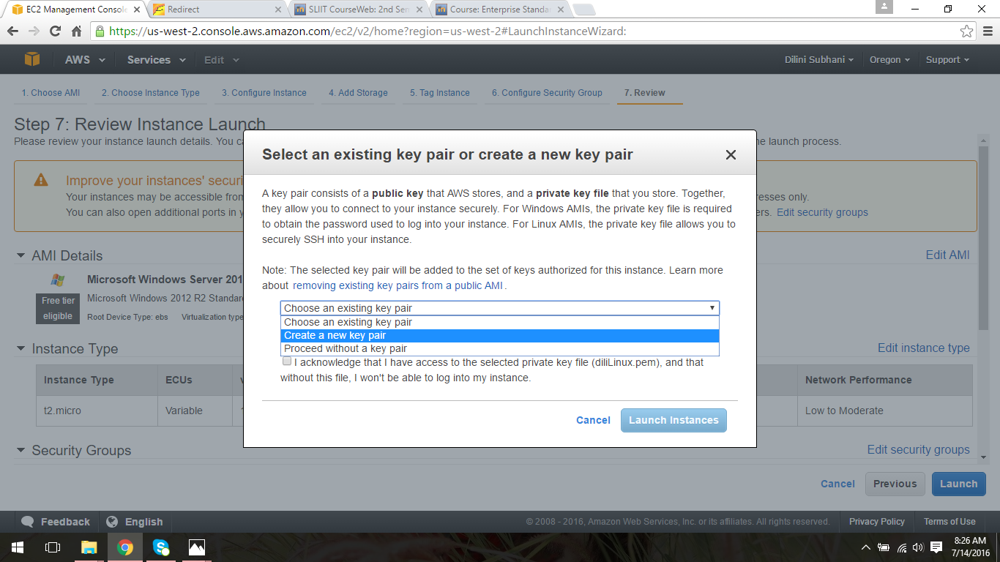 EC2 Management Console
Redirect
SLIIT CourseWeb: 2nd Sem
Course: Enterprise Standa
https://us-west-2.console.aws.amazon.com/ec2/v2/home?region=us-west-2#LaunchInstanceWizard:
AWS Services Edit Dilini Subhani Oregon Support
1. Choose AMI 2. Choose Instance Type 3. Configure Instance 4. Add Storage 5. Tag Instance 6. Configure Security Group 7. Review
Step 7: Review Instance Launch
Please review your instance launch details. You ca
he launch process.
Improve your instances' securi
Your instances may be accessible from
resses only.
You can also open additional ports in y
ers. Edit security groups
AMI Details
Edit AMI
Microsoft Windows Server 201
Free tier
eligible
Microsoft Windows 2012 R2 Standar
Root Device Type: ebs Virtualization type
Instance Type
Edit instance type
Instance Type ECUs v Network Performance
t2.micro Variable 1 Low to Moderate
Security Groups
Edit security groups
Select an existing key pair or create a new key pair
A key pair consists of a public key that AWS stores, and a private key file that you store. Together,
they allow you to connect to your instance securely. For Windows AMIs, the private key file is required
to obtain the password used to log into your instance. For Linux AMIs, the private key file allows you to
securely SSH into your instance.
Note: The selected key pair will be added to the set of keys authorized for this instance. Learn more
about removing existing key pairs from a public AMI .
Choose an existing key pair
Choose an existing key pair
Create a new key pair
Proceed without a key pair
I acknowledge that I have access to the selected private key file (diliLinux.pem), and that
without this file, I won't be able to log into my instance.
Cancel Launch Instances
Cancel Previous Launch
Feedback English © 2008 - 2016, Amazon Web Services, Inc. or its affiliates. All rights reserved. Privacy Policy Terms of Use
8:26 AM
7/14/2016